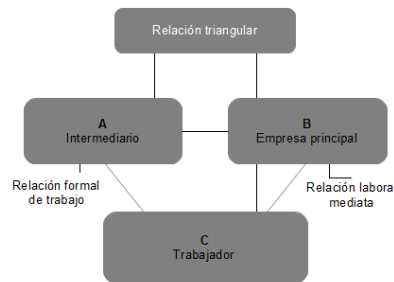 Relación triangular
A
Intermediario
B
Empresa principal
Relación formal
de trabajo
Relación labora
mediata
C
Trabajador